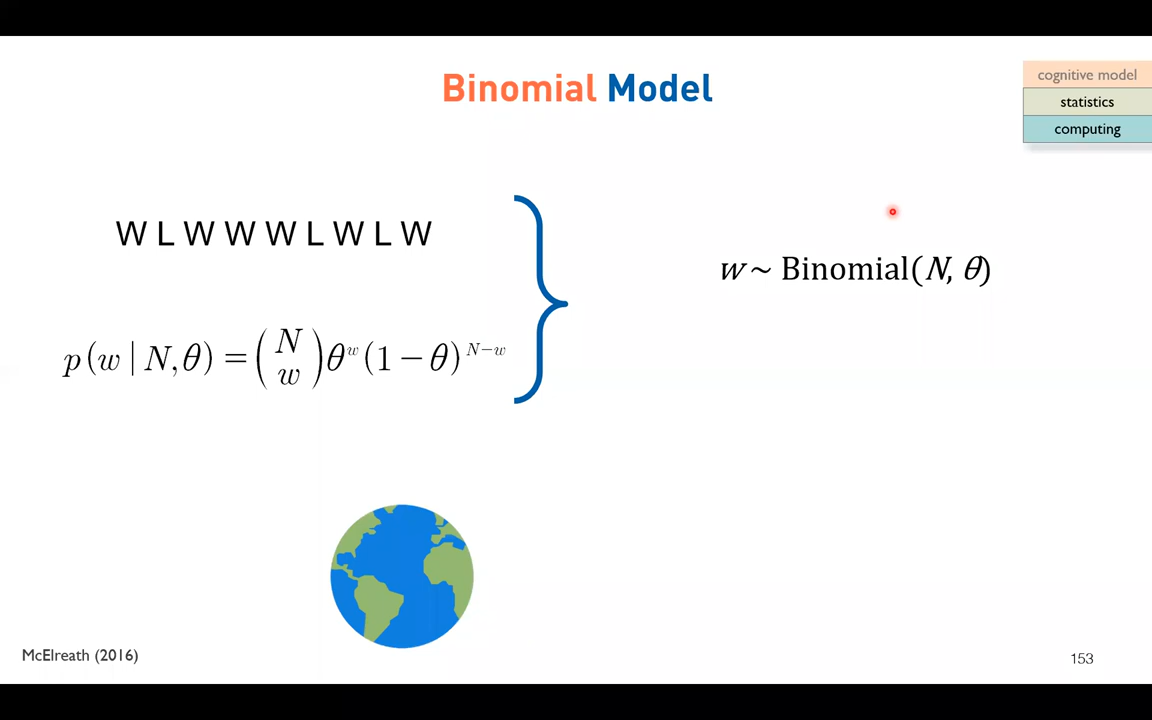 Binomial Model
cognitive model
statistics
computing
W L W W W L W L W
w ~ Binomial(N, θ)
p(w | N,θ) = (N w) θ^w (1 − θ)^{N−w}
McElreath (2016)
153